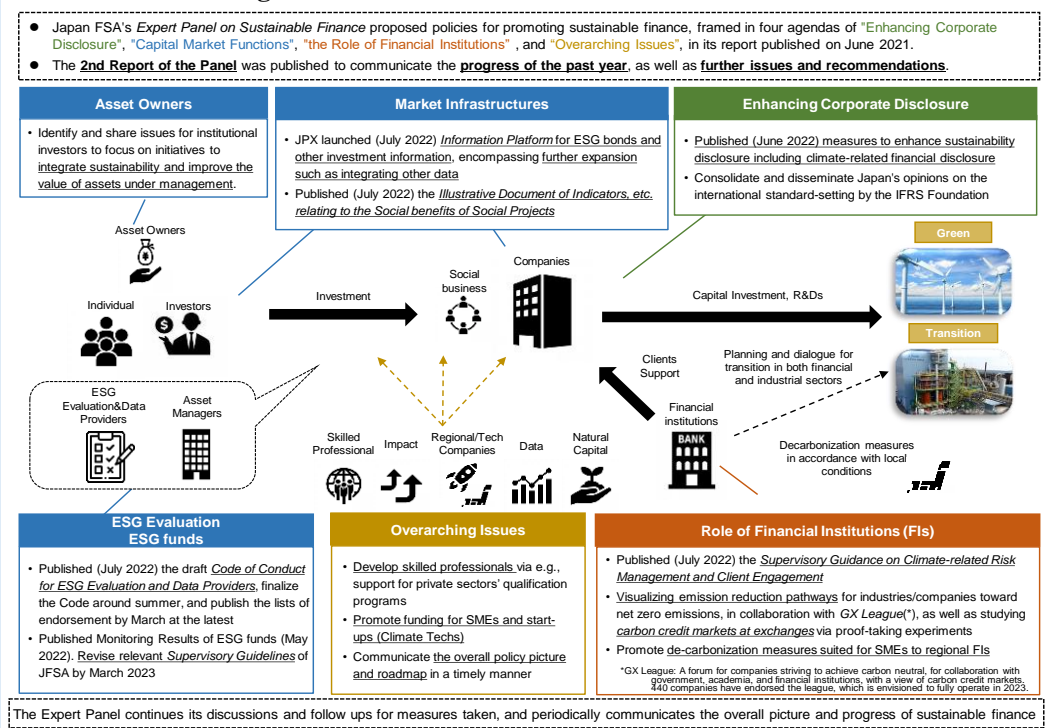 ● Japan FSA's Expert Panel on Sustainable Finance proposed policies for promoting sustainable finance, framed in four agendas of "Enhancing Corporate
Disclosure", "Capital Market Functions", "the Role of Financial Institutions" , and "Overarching Issues", in its report published on June 2021.
● The 2nd Report of the Panel was published to communicate the progress of the past year, as well as further issues and recommendations.
Asset Owners
• Identify and share issues for institutional
investors to focus on initiatives to
integrate sustainability and improve the
value of assets under management.
Market Infrastructures
• JPX launched (July 2022) Information Platform for ESG bonds and
other investment information, encompassing further expansion
such as integrating other data
• Published (July 2022) the Illustrative Document of Indicators, etc.
relating to the Social benefits of Social Projects
Enhancing Corporate Disclosure
• Published (June 2022) measures to enhance sustainability
disclosure including climate-related financial disclosure
• Consolidate and disseminate Japan's opinions on the
international standard-setting by the IFRS Foundation
Asset Owners
Individual
Investors
Investment
Social
business
Companies
Capital Investment, R&Ds
Green
Transition
ESG
Evaluation&Data
Providers
Asset
Managers
Clients
Support
Planning and dialogue for
transition in both financial
and industrial sectors
Financial
institutions
BANK
Decarbonization measures
in accordance with local
conditions
Skilled
Professional
Impact
Regional/Tech
Companies
Data
Natural
Capital
ESG Evaluation
ESG funds
• Published (July 2022) the draft Code of Conduct
for ESG Evaluation and Data Providers, finalize
the Code around summer, and publish the lists of
endorsement by March at the latest
• Published Monitoring Results of ESG funds (May
2022). Revise relevant Supervisory Guidelines of
JFSA by March 2023
Overarching Issues
• Develop skilled professionals via e.g.,
support for private sectors' qualification
programs
• Promote funding for SMEs and start-
ups (Climate Techs)
• Communicate the overall policy picture
and roadmap in a timely manner
Role of Financial Institutions (FIs)
• Published (July 2022) the Supervisory Guidance on Climate-related Risk
Management and Client Engagement
• Visualizing emission reduction pathways for industries/companies toward
net zero emissions, in collaboration with GX League(*), as well as studying
carbon credit markets at exchanges via proof-taking experiments
• Promote de-carbonization measures suited for SMEs to regional FIs
*GX League: A forum for companies striving to achieve carbon neutral, for collaboration with
government, academia, and financial institutions, with a view of carbon credit markets.
440 companies have endorsed the league, which is envisioned to fully operate in 2023.
The Expert Panel continues its discussions and follow ups for measures taken, and periodically communicates the overall picture and progress of sustainable finance